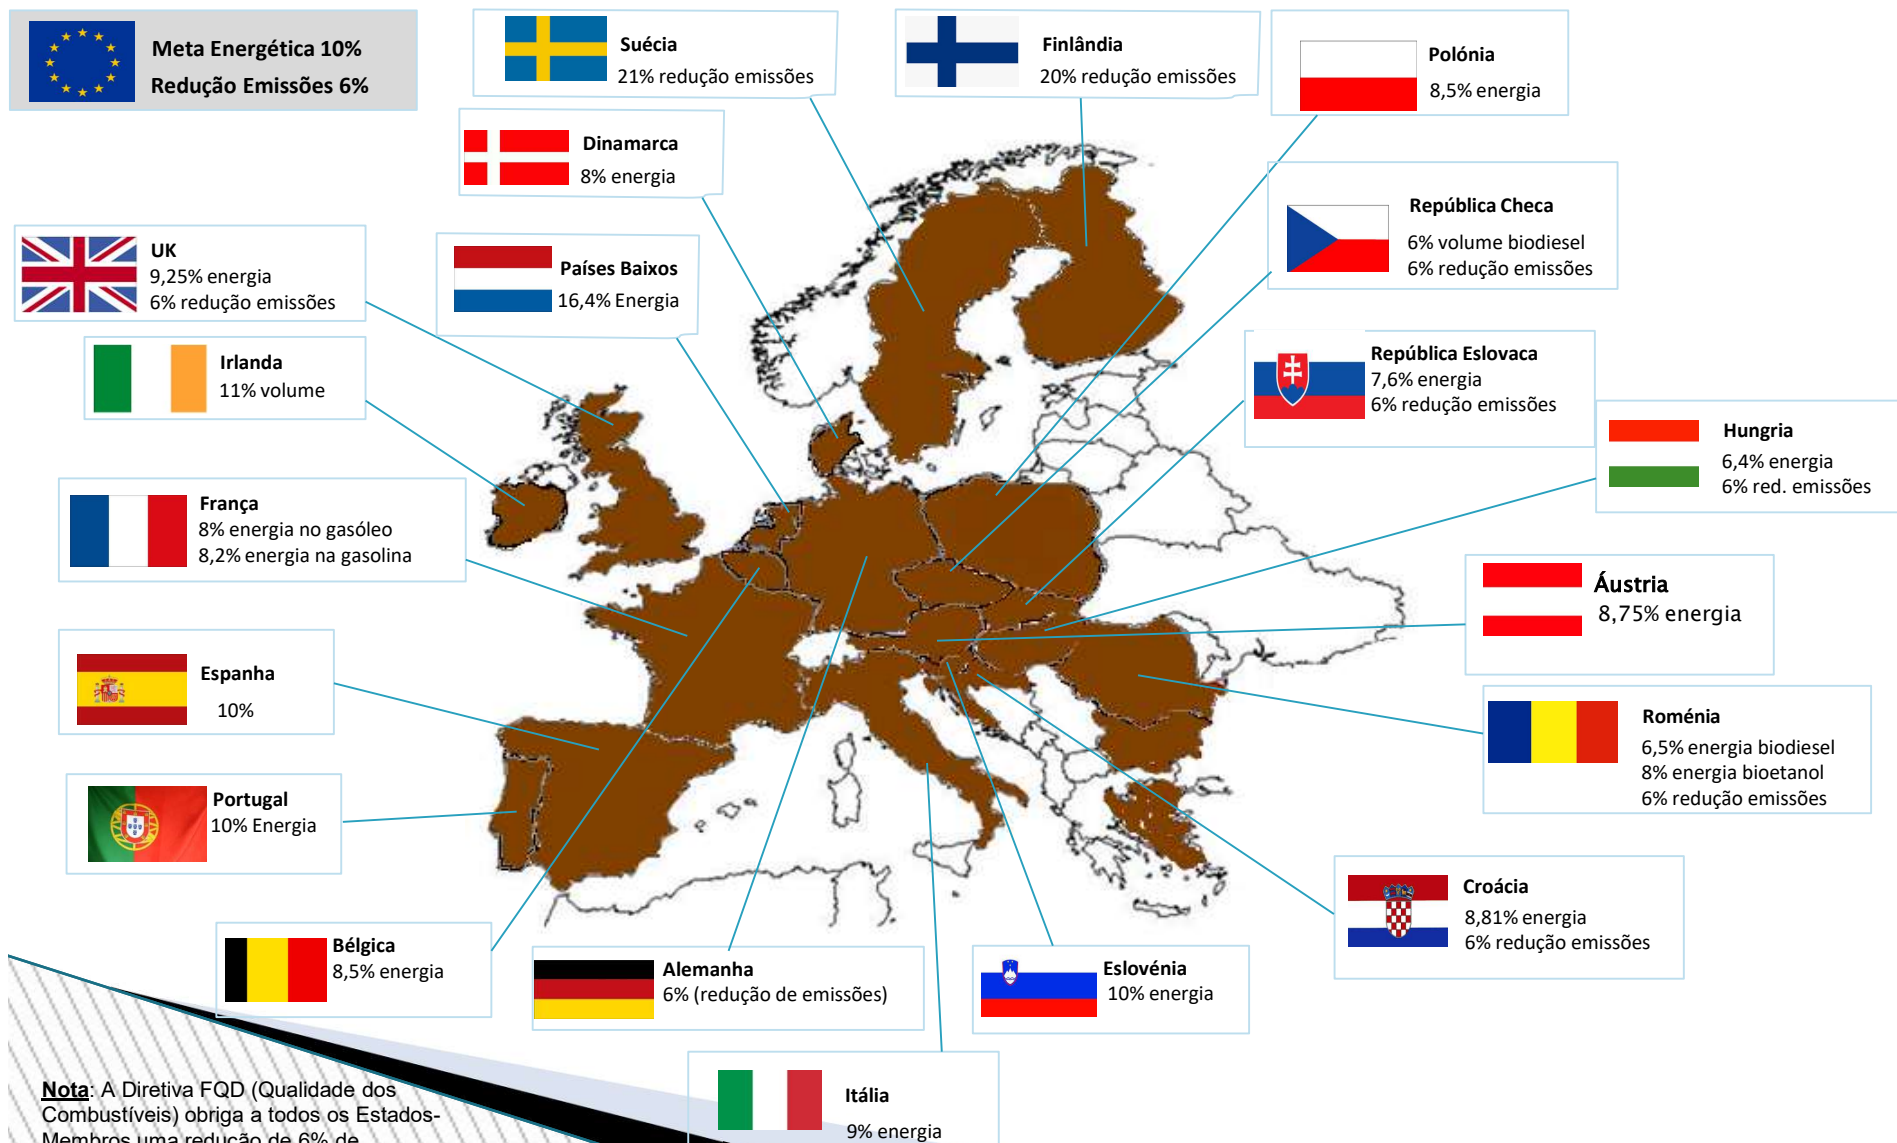 Meta Energética 10%
Redução Emissões 6%
Suécia
21% redução emissões
Finlândia
20% redução emissões
Polónia
8,5% energia
Dinamarca
8% energia
República Checa
6% volume biodiesel
6% redução emissões
UK
9,25% energia
6% redução emissões
Países Baixos
16,4% Energia
Irlanda
11% volume
República Eslovaca
7,6% energia
6% redução emissões
Hungria
6,4% energia
6% red. emissões
França
8% energia no gasóleo
8,2% energia na gasolina
Áustria
8,75% energia
Espanha
10%
Roménia
6,5% energia biodiesel
8% energia bioetanol
6% redução emissões
Portugal
10% Energia
Croácia
8,81% energia
6% redução emissões
Bélgica
8,5% energia
Alemanha
6% (redução de emissões)
Eslovénia
10% energia
Itália
9% energia
Nota: A Diretiva FQD (Qualidade dos
Combustíveis) obriga a todos os Estados-
Membros uma redução de 6% de